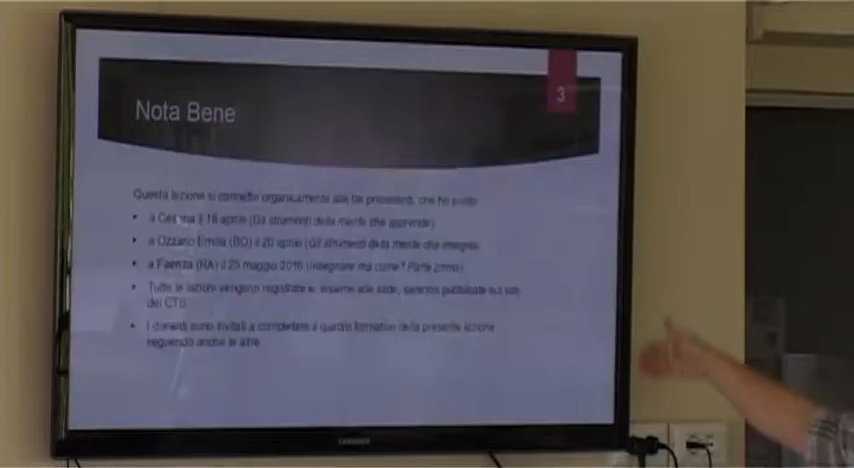 3
Nota Bene
Questa lezione si connette organicamente alle tre precedenti, che ho svolto
• a Cesena il 18 aprile (Gli strumenti della mente che apprende)
• a Ozzano Emilia (BO) il 20 aprile (Gli strumenti della mente che insegna)
• a Faenza (RA) il 25 maggio 2016 (Insegnare ma come? Parte prima)
• Tutte le lezioni vengono registrate e, insieme alle slide, saranno pubblicate sul sito
del CTS
• I docenti sono invitati a completare il quadro formativo della presente lezione
seguendo anche le altre
SAMSUNG